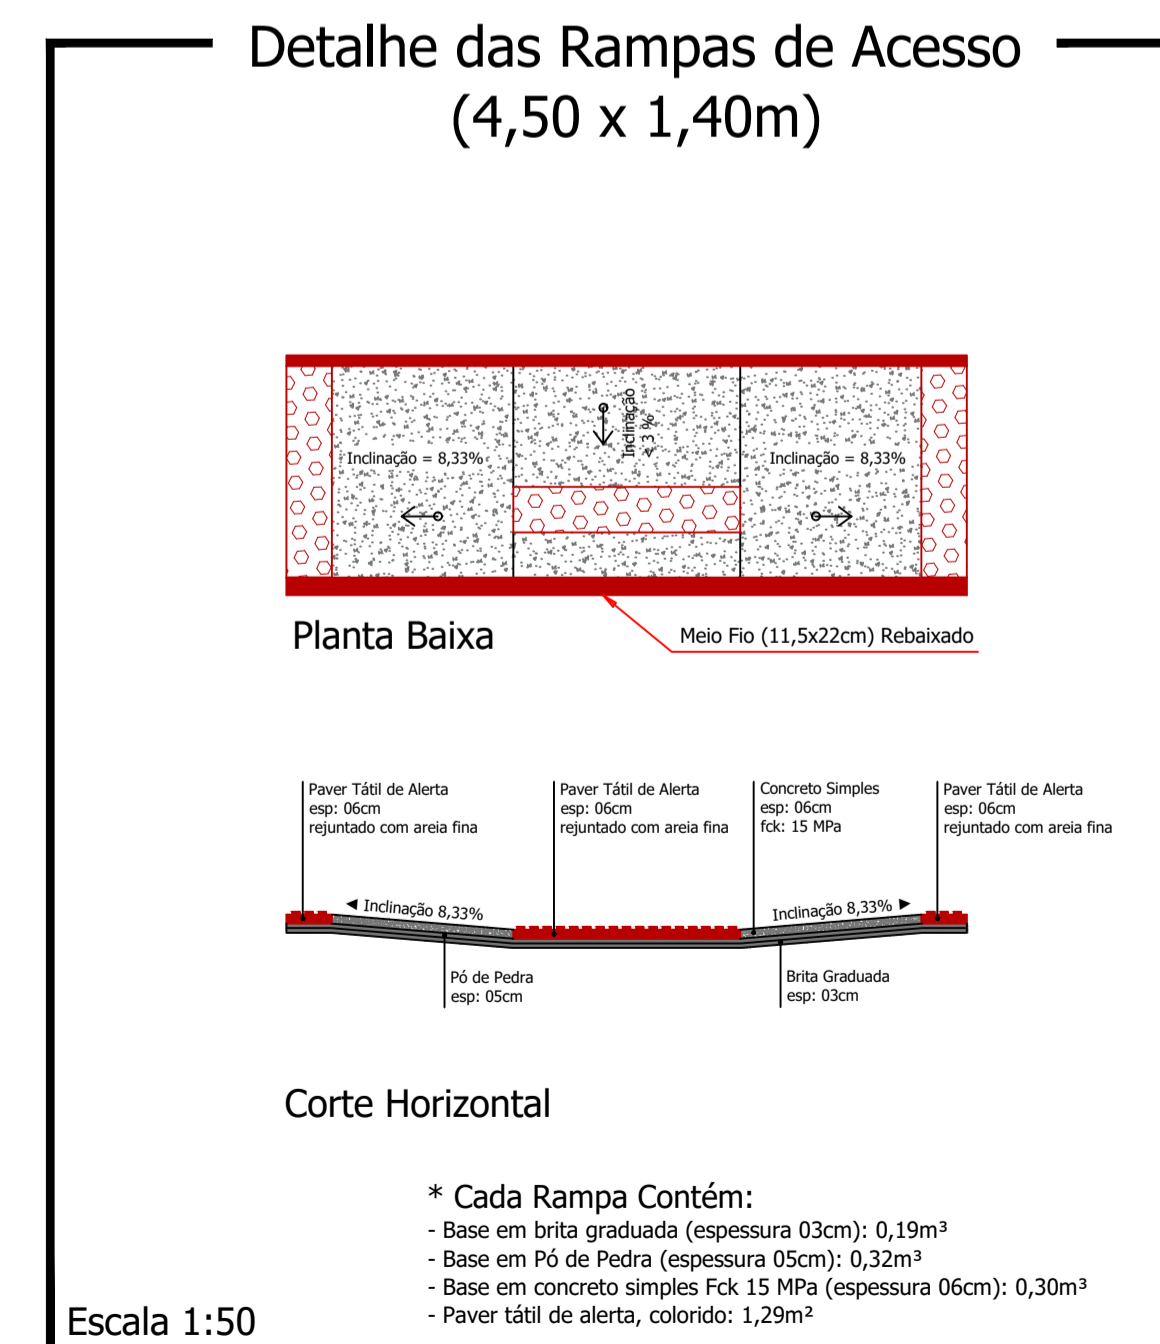 Detalhe das Rampas de Acesso
(4,50 x 1,40m)
Inclinação
< 3 %
Inclinação = 8,33%
Inclinação = 8,33%
Planta Baixa
Meio Fio (11,5x22cm) Rebaixado
Paver Tátil de Alerta
esp: 06cm
rejuntado com areia fina
Paver Tátil de Alerta
esp: 06cm
rejuntado com areia fina
Concreto Simples
esp: 06cm
fck: 15 MPa
Paver Tátil de Alerta
esp: 06cm
rejuntado com areia fina
Inclinação 8,33%
Inclinação 8,33%
Pó de Pedra
esp: 05cm
Brita Graduada
esp: 03cm
Corte Horizontal
* Cada Rampa Contém:
- Base em brita graduada (espessura 03cm): 0,19m³
- Base em Pó de Pedra (espessura 05cm): 0,32m³
- Base em concreto simples Fck 15 MPa (espessura 06cm): 0,30m³
- Paver tátil de alerta, colorido: 1,29m²
Escala 1:50